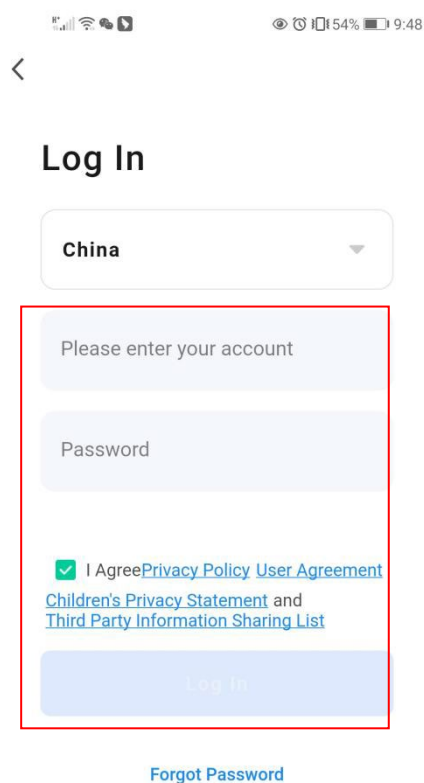 54% 9:48
Log In
China
Please enter your account
Password
I AgreePrivacy Policy User Agreement
Children's Privacy Statement and
Third Party Information Sharing List
Log In
Forgot Password